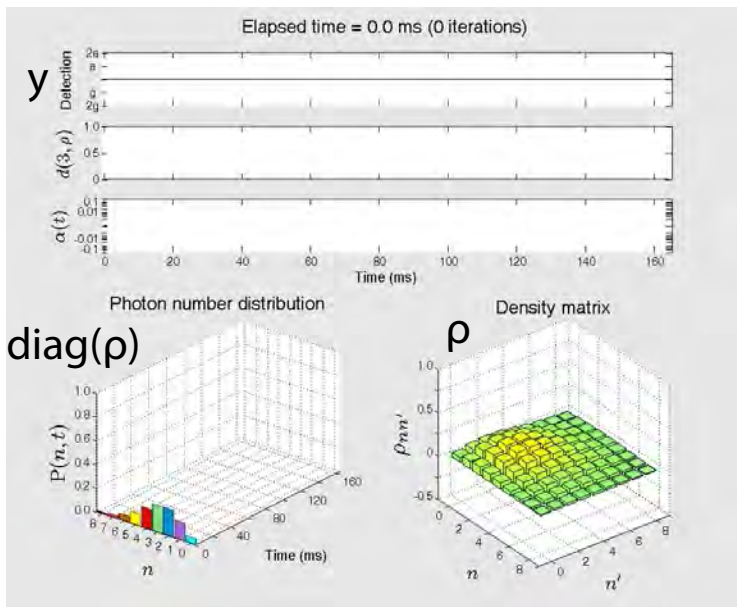 Elapsed time = 0.0 ms (0 iterations)
y
Detection
2e
e
g
2g
d(3, ρ)
1.0
0.5
0
α(t)
0.1
0.01
-0.01
-0.1
0 20 40 60 80 100 120 140 160
Time (ms)
Photon number distribution
diag(ρ)
P(n, t)
1.0
0.8
0.6
0.4
0.2
0.0
8 7 6 5 4 3 2 1 0
n
0 40 80 120 160
Time (ms)
Density matrix
ρ
ρnn′
1.0
0.5
0
-0.5
0 2 4 6 8
n
0 2 4 6 8
n′